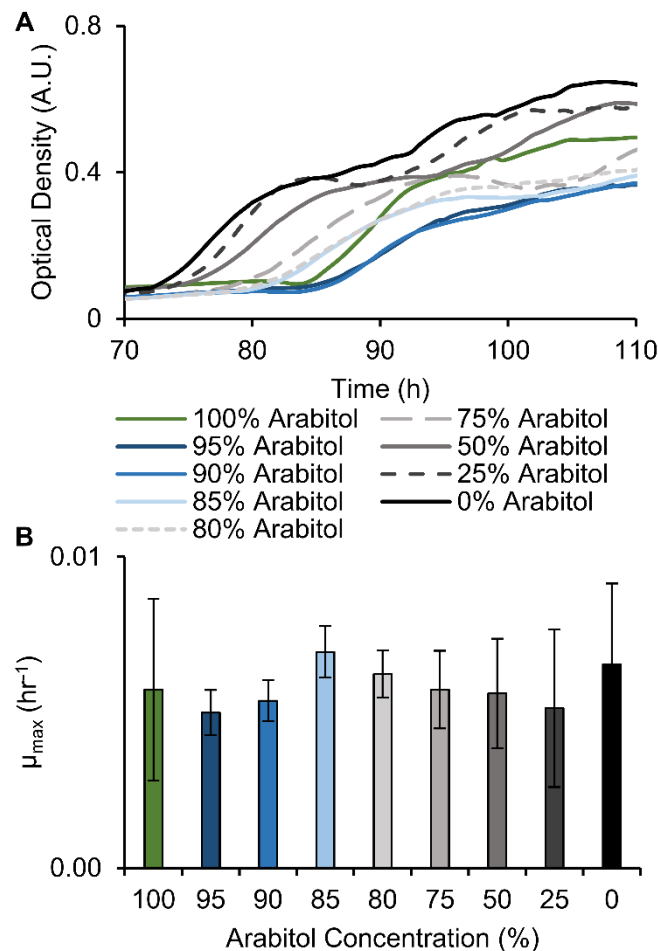 A
0.8
0.4
0
Optical Density (A.U.)
70 80 90 100 110
Time (h)
100% Arabitol 75% Arabitol
95% Arabitol 50% Arabitol
90% Arabitol 25% Arabitol
85% Arabitol 0% Arabitol
80% Arabitol
B
0.01
0.00
μmax (hr⁻¹)
100 95 90 85 80 75 50 25 0
Arabitol Concentration (%)